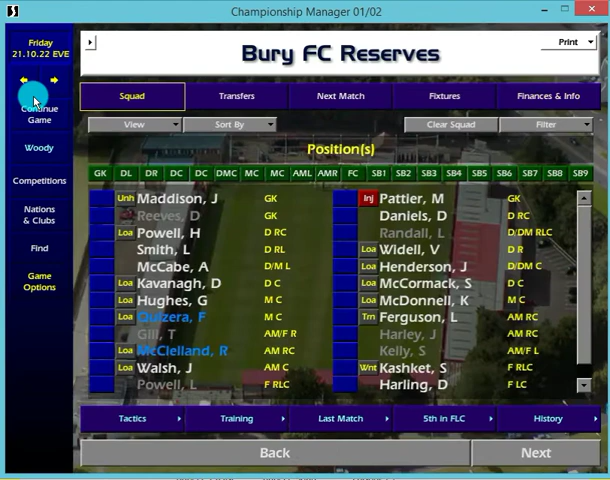 Championship Manager 01/02
Friday
21.10.22 EVE
Continue
Game
Woody
Competitions
Nations
& Clubs
Find
Game
Options
Print
Bury FC Reserves
Squad Transfers Next Match Fixtures Finances & Info
View Sort By Clear Squad Filter
Position(s)
GK DL DR DC DC DMC MC MC AML AMR FC SB1 SB2 SB3 SB4 SB5 SB6 SB7 SB8 SB9
Unh Maddison, J GK Inj Pattler, M GK
Reeves, D GK Daniels, D D RC
Loa Powell, H D RC Randall, L D/DM RLC
Smith, L D RL Loa Widell, V D R
McCabe, A D/M L Loa Henderson, J D/DM C
Loa Kavanagh, D D C Loa McCormack, S D C
Loa Hughes, G M C Loa McDonnell, K M C
Loa Quizera, F M C Trn Ferguson, L AM RC
Gill, T AM/F R Harley, J AM RC
Loa McClelland, R AM RC Kelly, S AM/F L
Loa Walsh, J AM C Wnt Kashket, S F RLC
Powell, L F RLC Harling, D F LC
Tactics Training Last Match 5th in FLC History
Back Next